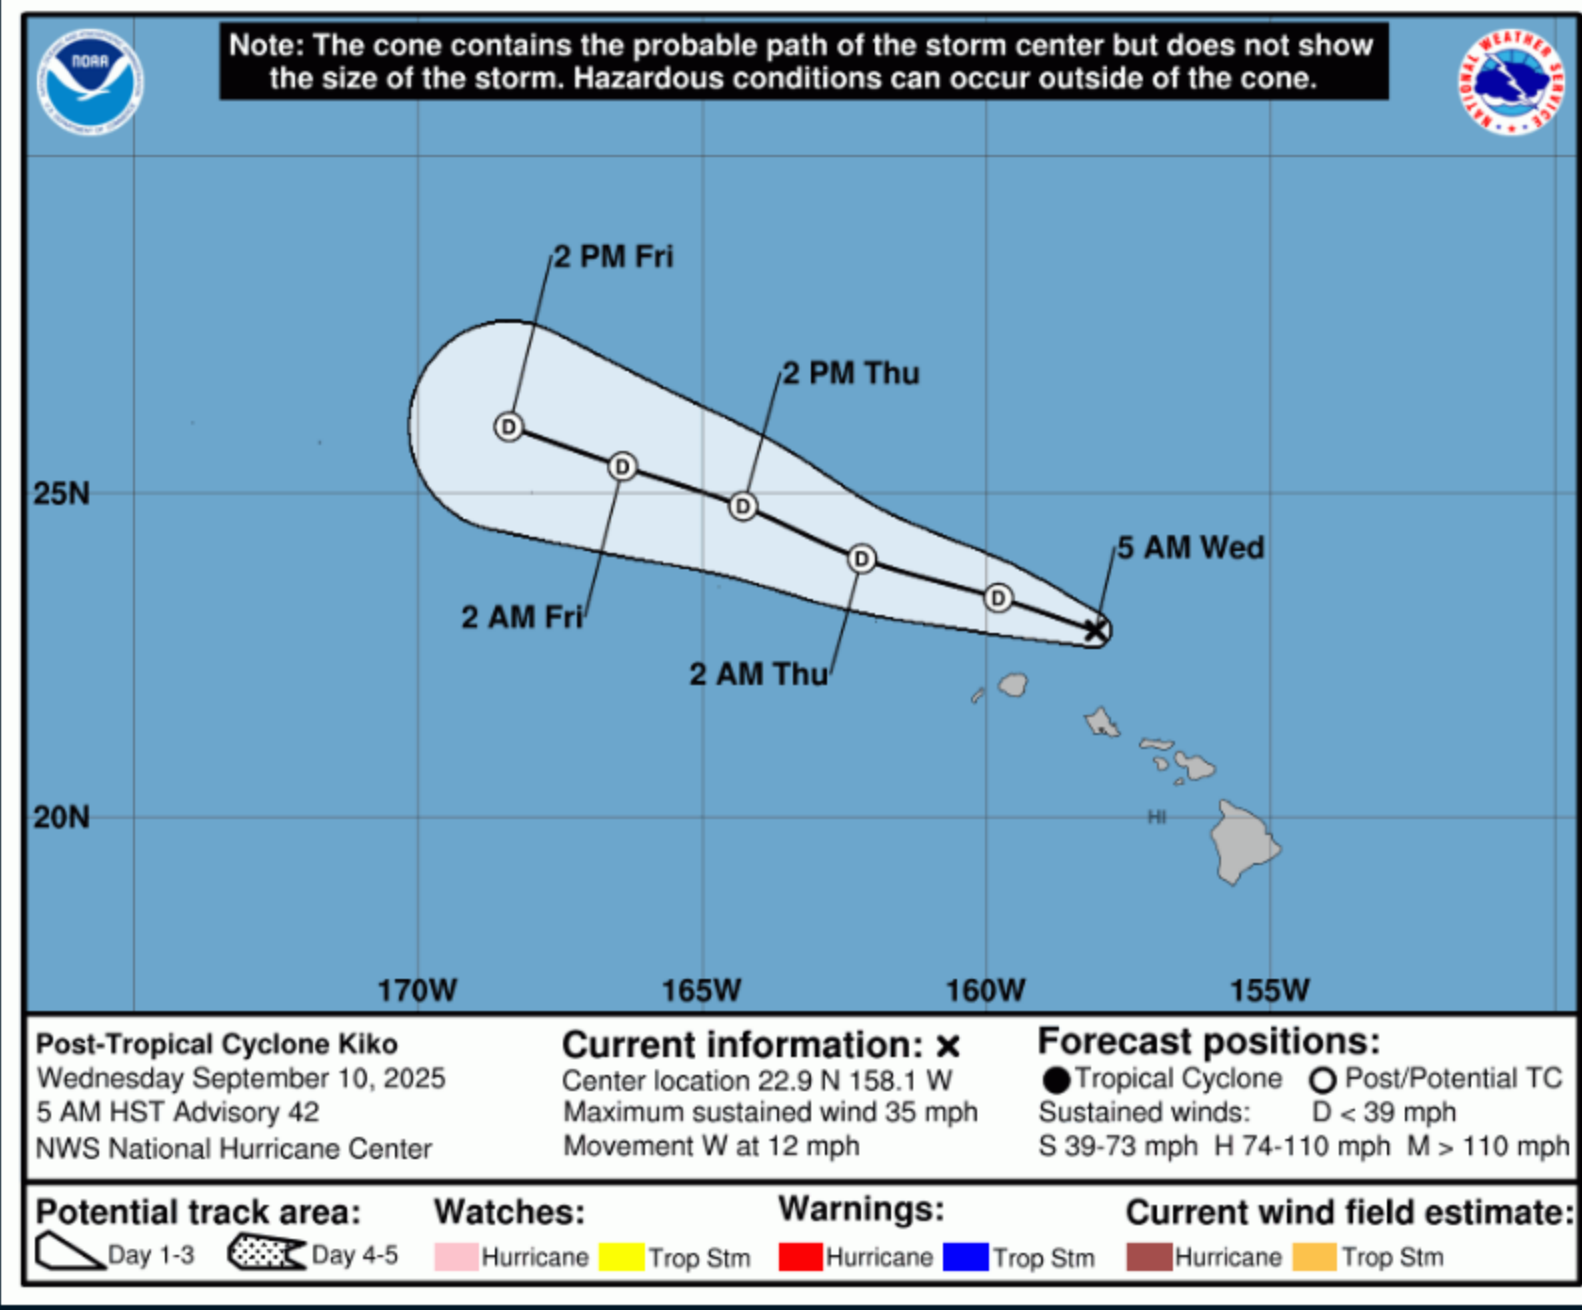 NOAA
Note: The cone contains the probable path of the storm center but does not show
the size of the storm. Hazardous conditions can occur outside of the cone.
NATIONAL WEATHER SERVICE
2 PM Fri
2 PM Thu
25N
5 AM Wed
2 AM Fri
2 AM Thu
20N
HI
170W 165W 160W 155W
Post-Tropical Cyclone Kiko
Wednesday September 10, 2025
5 AM HST Advisory 42
NWS National Hurricane Center
Current information: ×
Center location 22.9 N 158.1 W
Maximum sustained wind 35 mph
Movement W at 12 mph
Forecast positions:
Tropical Cyclone Post/Potential TC
Sustained winds: D < 39 mph
S 39-73 mph H 74-110 mph M > 110 mph
Potential track area:
Day 1-3 Day 4-5
Watches:
Hurricane Trop Stm
Warnings:
Hurricane Trop Stm
Current wind field estimate:
Hurricane Trop Stm
D
D
D
D
D